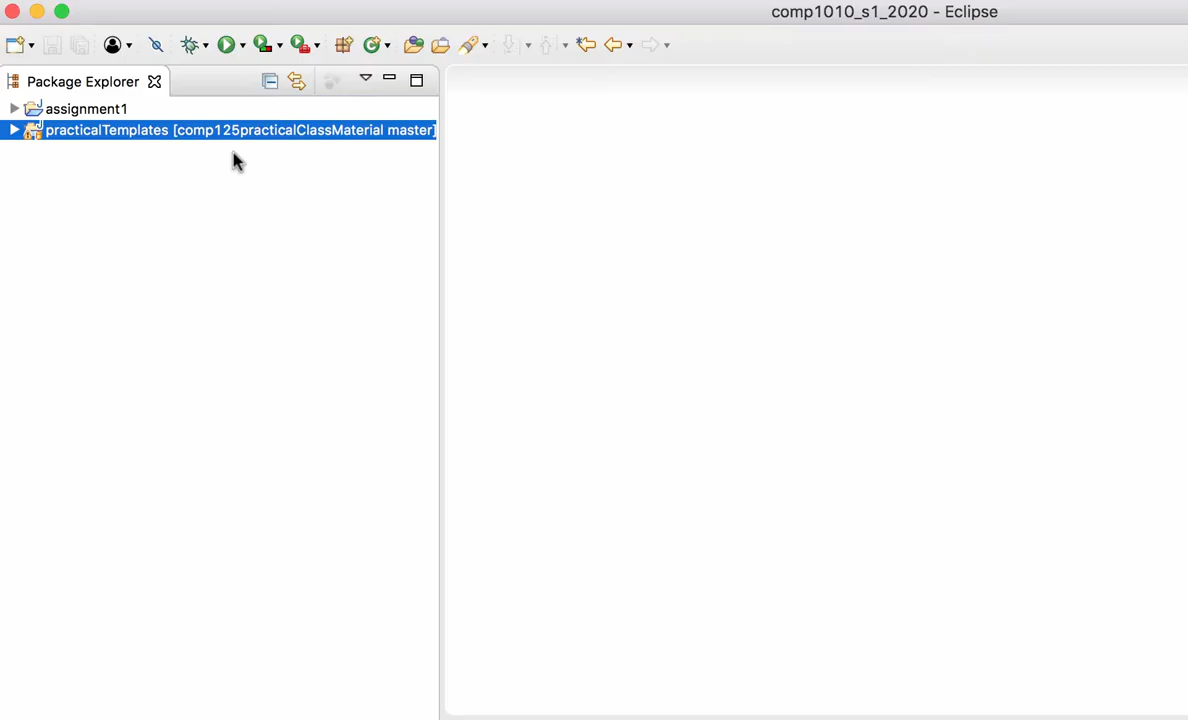 comp1010_s1_2020 - Eclipse
Package Explorer
assignment1
practicalTemplates [comp125practicalClassMaterial master]